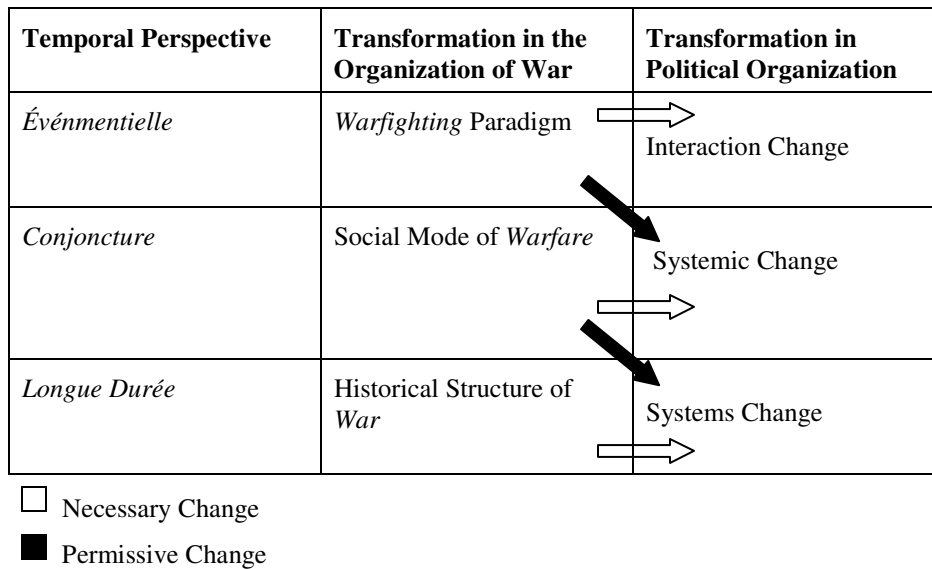 Temporal Perspective
Transformation in the
Organization of War
Transformation in
Political Organization
Événmentielle
Warfighting Paradigm
Interaction Change
Conjoncture
Social Mode of Warfare
Systemic Change
Longue Durée
Historical Structure of
War
Systems Change
Necessary Change
Permissive Change